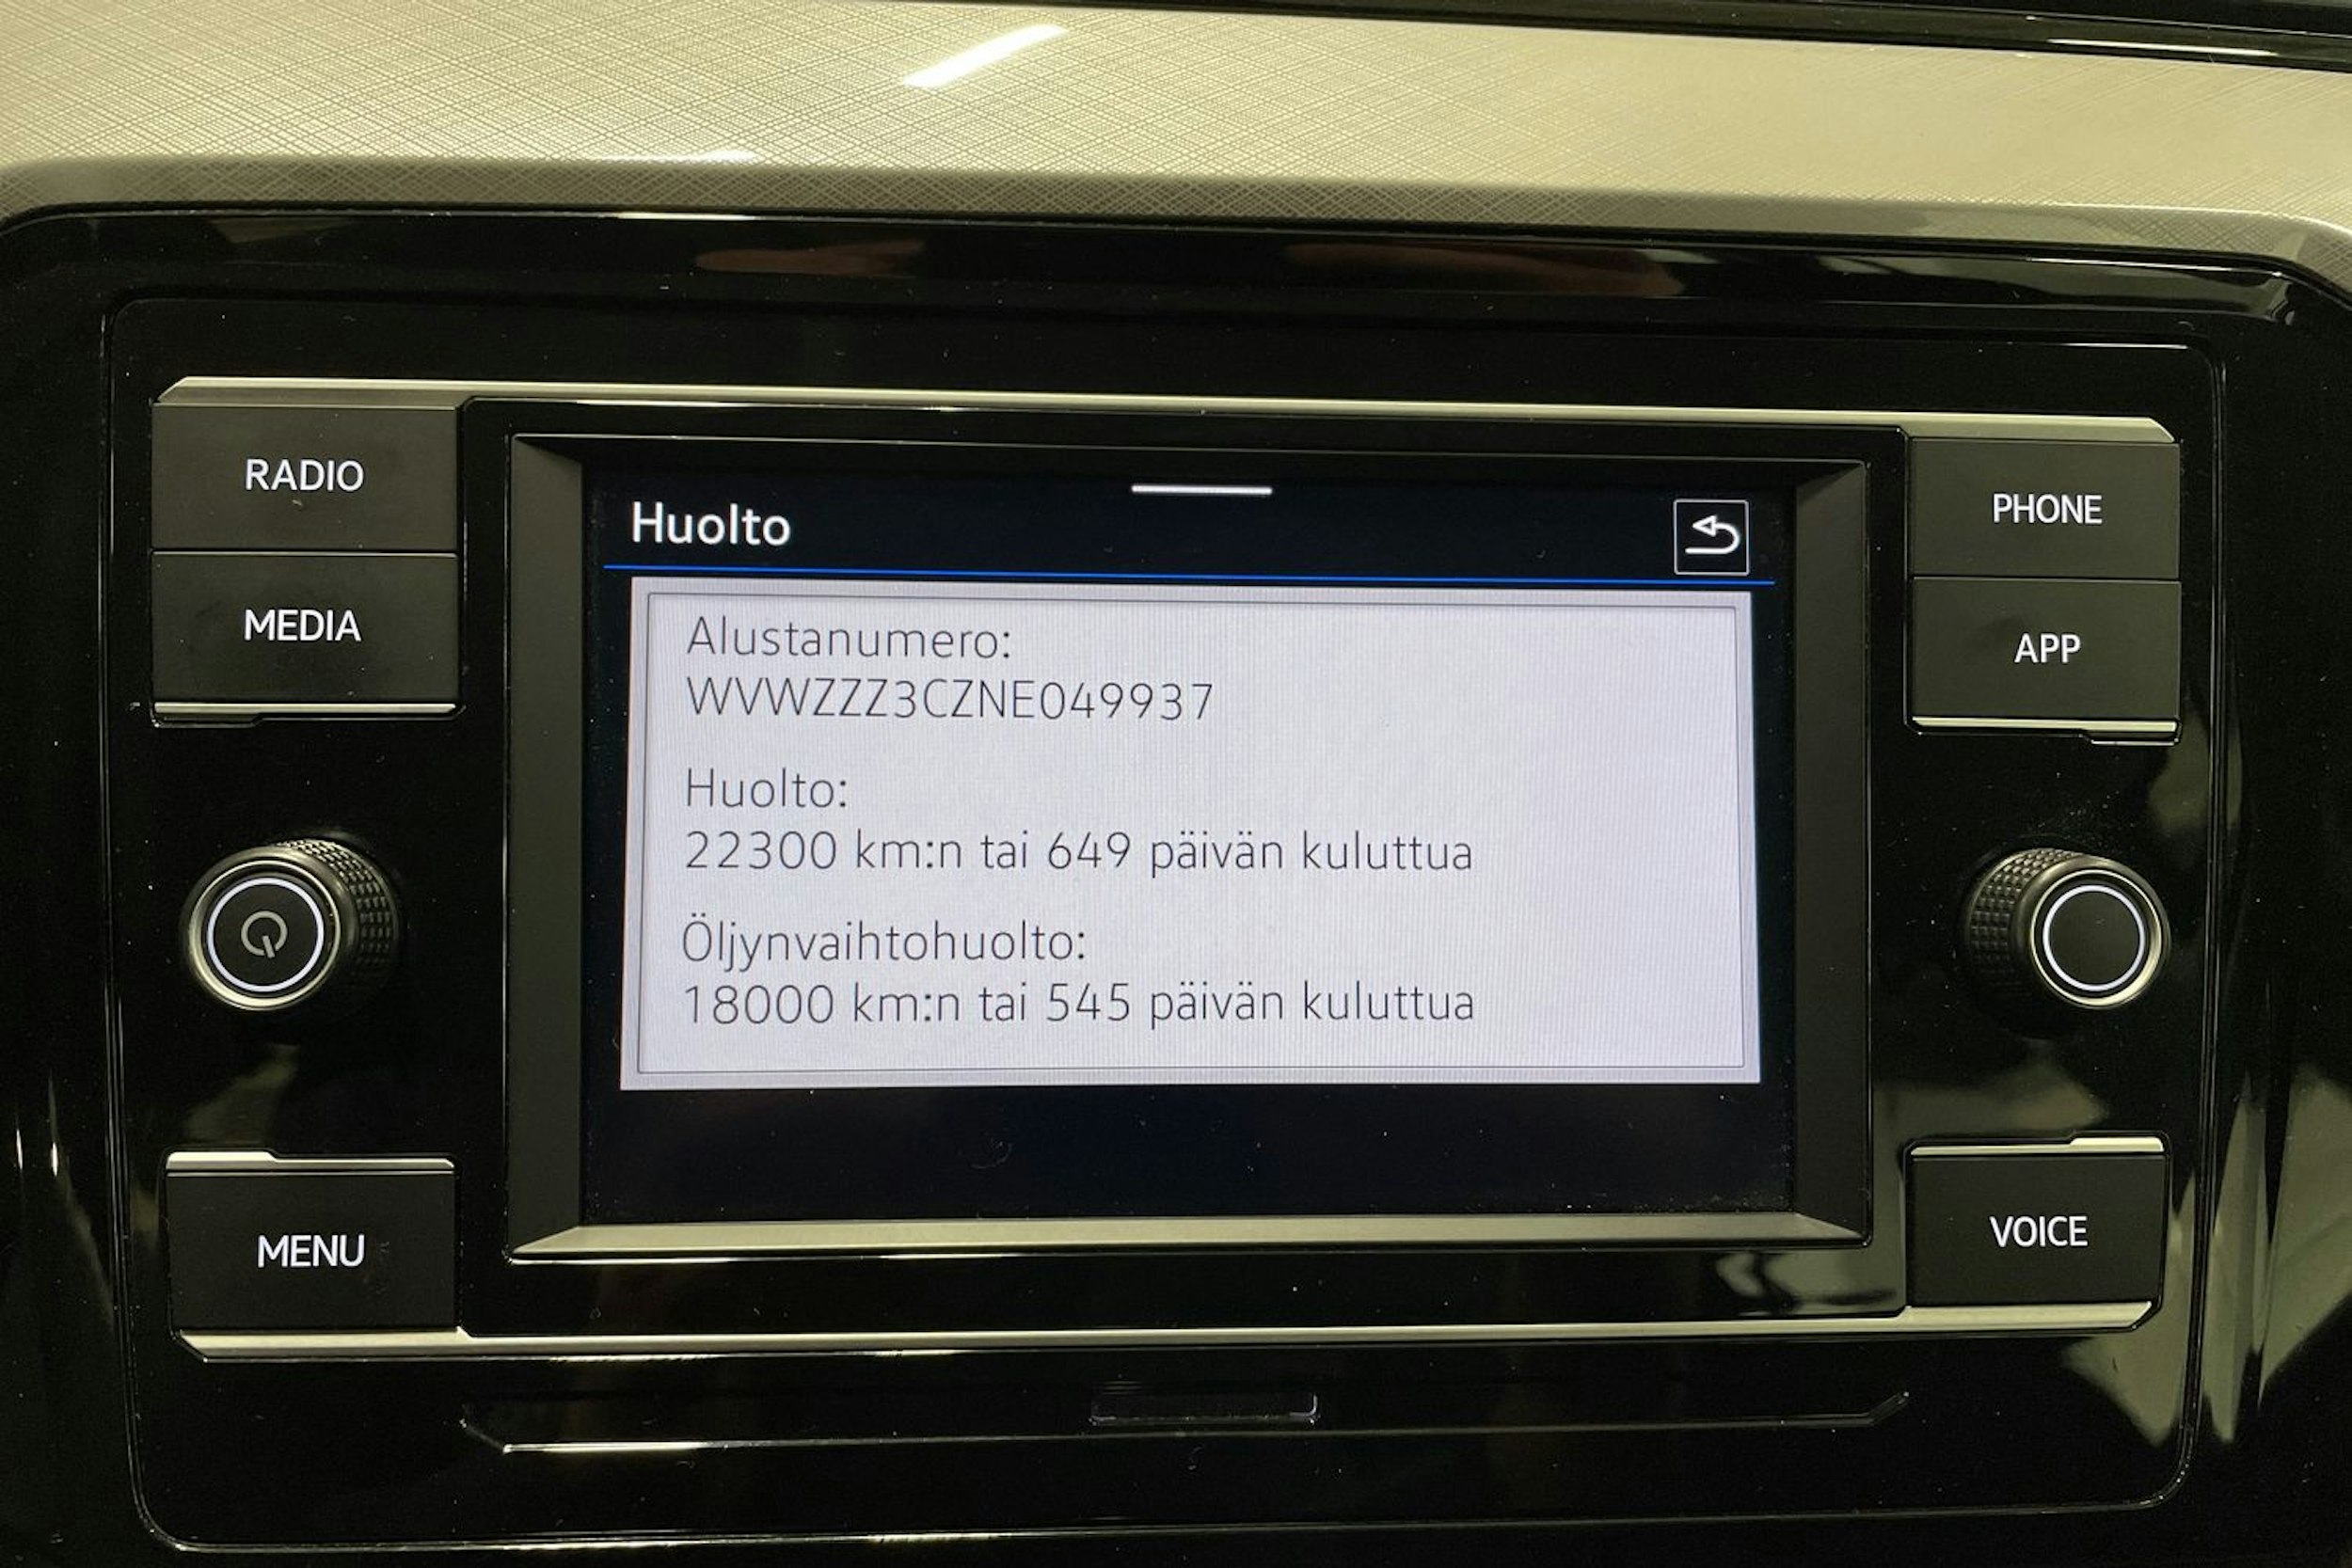 RADIO
MEDIA
MENU
Huolto
Alustanumero:
WVWZZZ3CZNE049937
Huolto:
22300 km:n tai 649 päivän kuluttua
Öljynvaihtohuolto:
18000 km:n tai 545 päivän kuluttua
PHONE
APP
VOICE